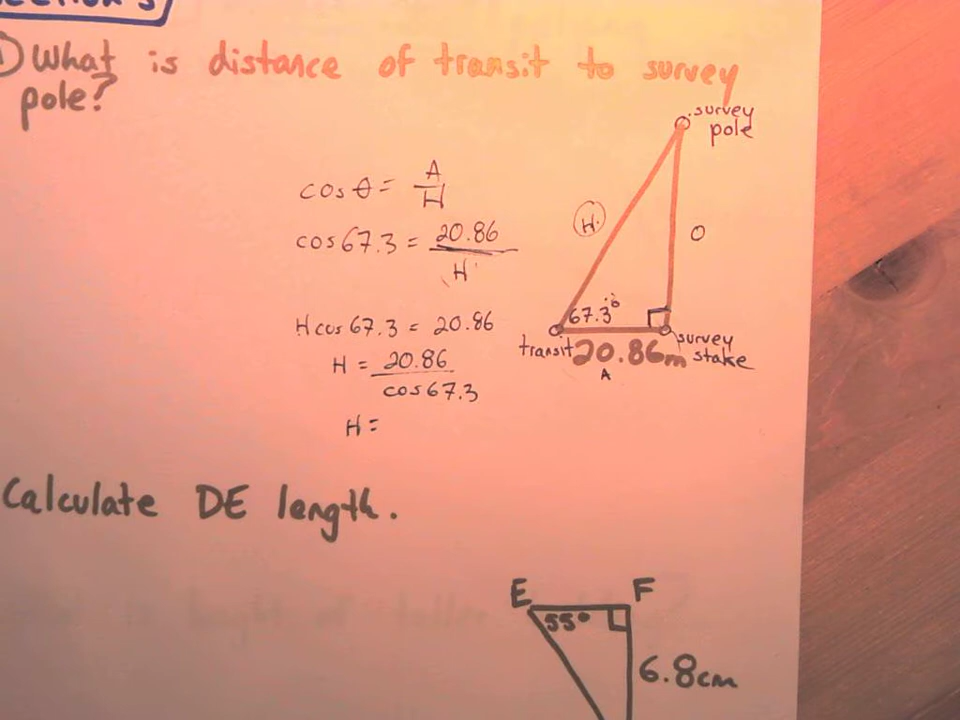 1) What is distance of transit to survey
pole?
survey
pole
cos θ = A/H
cos 67.3 = 20.86/H
H
O
67.3°
H cos 67.3 = 20.86
transit 20.86m survey
stake
A
H = 20.86/cos 67.3
H =
Calculate DE length.
E F
55°
6.8cm